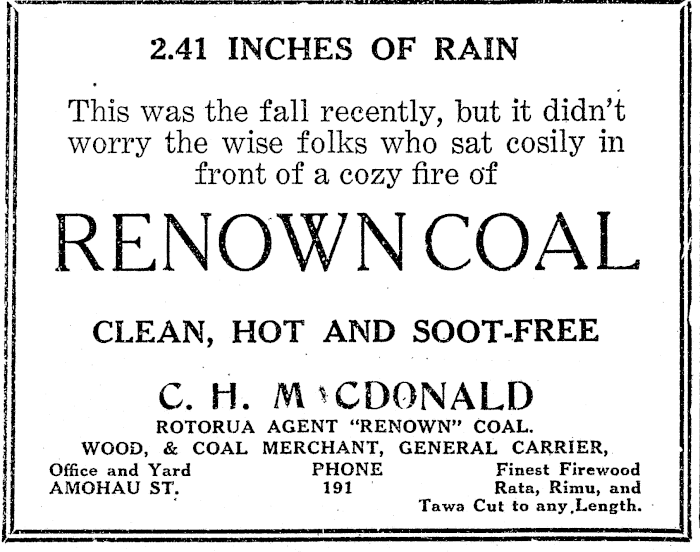 2.41 INCHES OF RAIN
This was the fall recently, but it didn't
worry the wise folks who sat cosily in
front of a cozy fire of
RENOWN COAL
CLEAN, HOT AND SOOT-FREE
C. H. MACDONALD
ROTORUA AGENT "RENOWN" COAL.
WOOD, & COAL MERCHANT, GENERAL CARRIER,
Office and Yard PHONE Finest Firewood
AMOHAU ST. 191 Rata, Rimu, and
Tawa Cut to any Length.